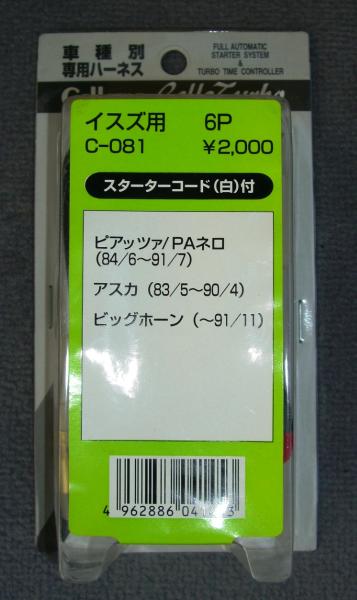 車種別
専用ハーネス
FULL AUTOMATIC
STARTER SYSTEM
&
TURBO TIME CONTROLLER
イスズ用 6P
C-081 ¥2,000
スターターコード(白)付
ピアッツァ/PAネロ
(84/6〜91/7)
アスカ(83/5〜90/4)
ビッグホーン(〜91/11)
4 962886